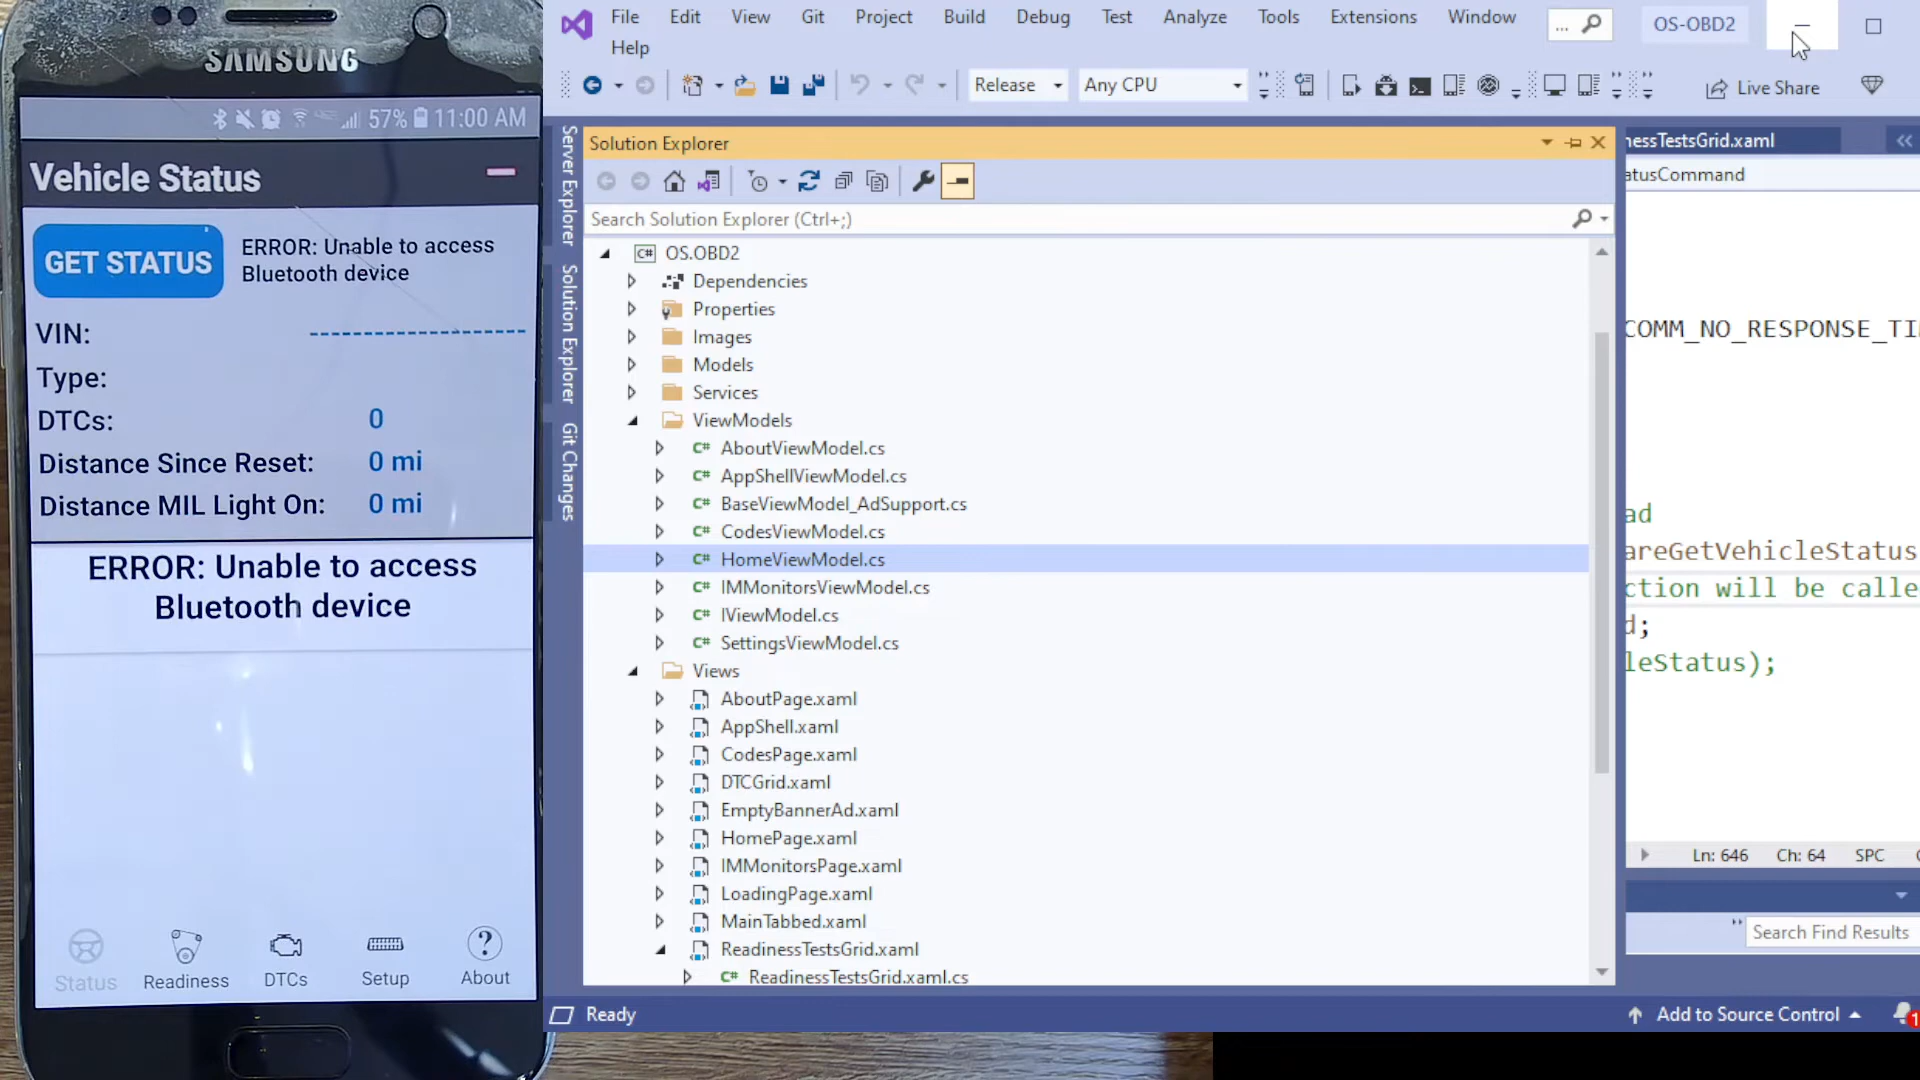 SAMSUNG
57% 11:00 AM
Vehicle Status
GET STATUS
ERROR: Unable to access
Bluetooth device
VIN:
Type:
DTCs: 0
Distance Since Reset: 0 mi
Distance MIL Light On: 0 mi
ERROR: Unable to access
Bluetooth device
Status
Readiness
DTCs
Setup
About
File Edit View Git Project Build Debug Test Analyze Tools Extensions Window
Help
...
OS-OBD2
Release
Any CPU
Live Share
Server Explorer
Solution Explorer
Git Changes
Solution Explorer
Search Solution Explorer (Ctrl+;)
C# OS.OBD2
Dependencies
Properties
Images
Models
Services
ViewModels
C# AboutViewModel.cs
C# AppShellViewModel.cs
C# BaseViewModel_AdSupport.cs
C# CodesViewModel.cs
C# HomeViewModel.cs
C# IMMonitorsViewModel.cs
C# IViewModel.cs
C# SettingsViewModel.cs
Views
AboutPage.xaml
AppShell.xaml
CodesPage.xaml
DTCGrid.xaml
EmptyBannerAd.xaml
HomePage.xaml
IMMonitorsPage.xaml
LoadingPage.xaml
MainTabbed.xaml
ReadinessTestsGrid.xaml
C# ReadinessTestsGrid.xaml.cs
nessTestsGrid.xaml
atusCommand
COMM_NO_RESPONSE_TI
ad
areGetVehicleStatus
ction will be calle
d;
leStatus);
Ln: 646 Ch: 64 SPC
Search Find Results
Ready
Add to Source Control
1